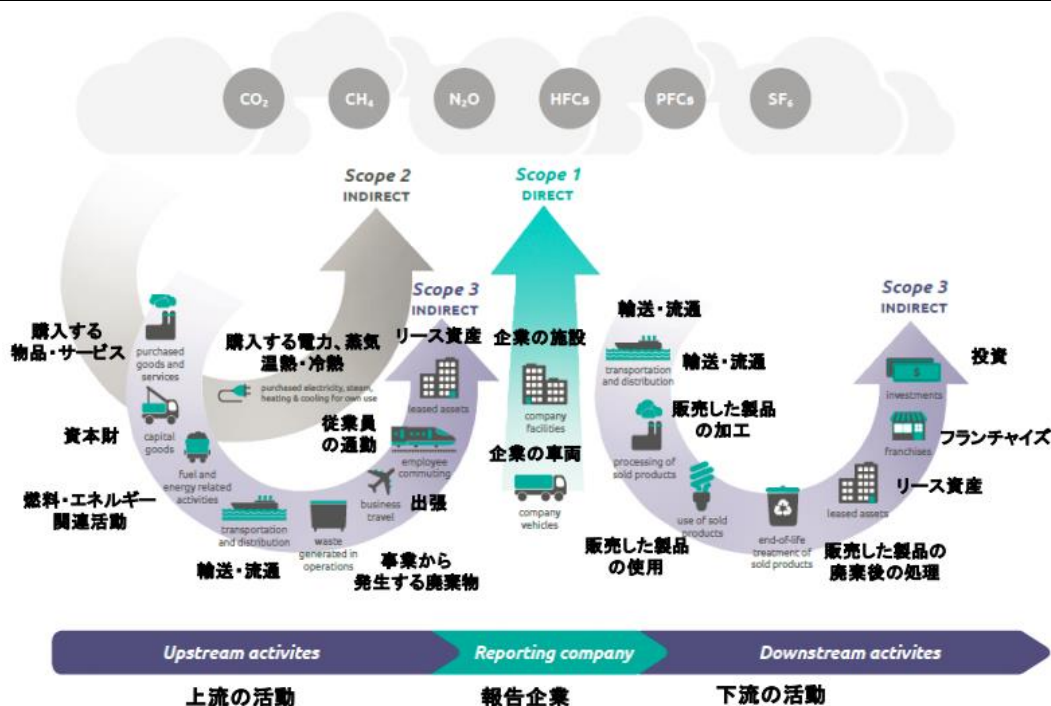 CO₂
CH₄
N₂O
HFCs
PFCs
SF₆
Scope 2
INDIRECT
Scope 1
DIRECT
Scope 3
INDIRECT
Scope 3
INDIRECT
購入する
物品・サービス
purchased
goods and
services
資本財
capital
goods
燃料・エネルギー
関連活動
fuel and
energy related
activities
transportation
and distribution
輸送・流通
waste
generated in
operations
事業から
発生する廃棄物
business
travel
出張
従業員
の通勤
employee
commuting
リース資産
leased assets
購入する電力、蒸気
温熱・冷熱
purchased electricity, steam,
heating & cooling for own use
企業の施設
company
facilities
企業の車両
company
vehicles
輸送・流通
輸送・流通
transportation
and distribution
販売した製品
の加工
processing of
sold products
use of sold
products
販売した製品
の使用
end-of-life
treatment of
sold products
販売した製品の
廃棄後の処理
leased assets
リース資産
franchises
フランチャイズ
investments
投資
Upstream activites
Reporting company
Downstream activites
上流の活動
報告企業
下流の活動